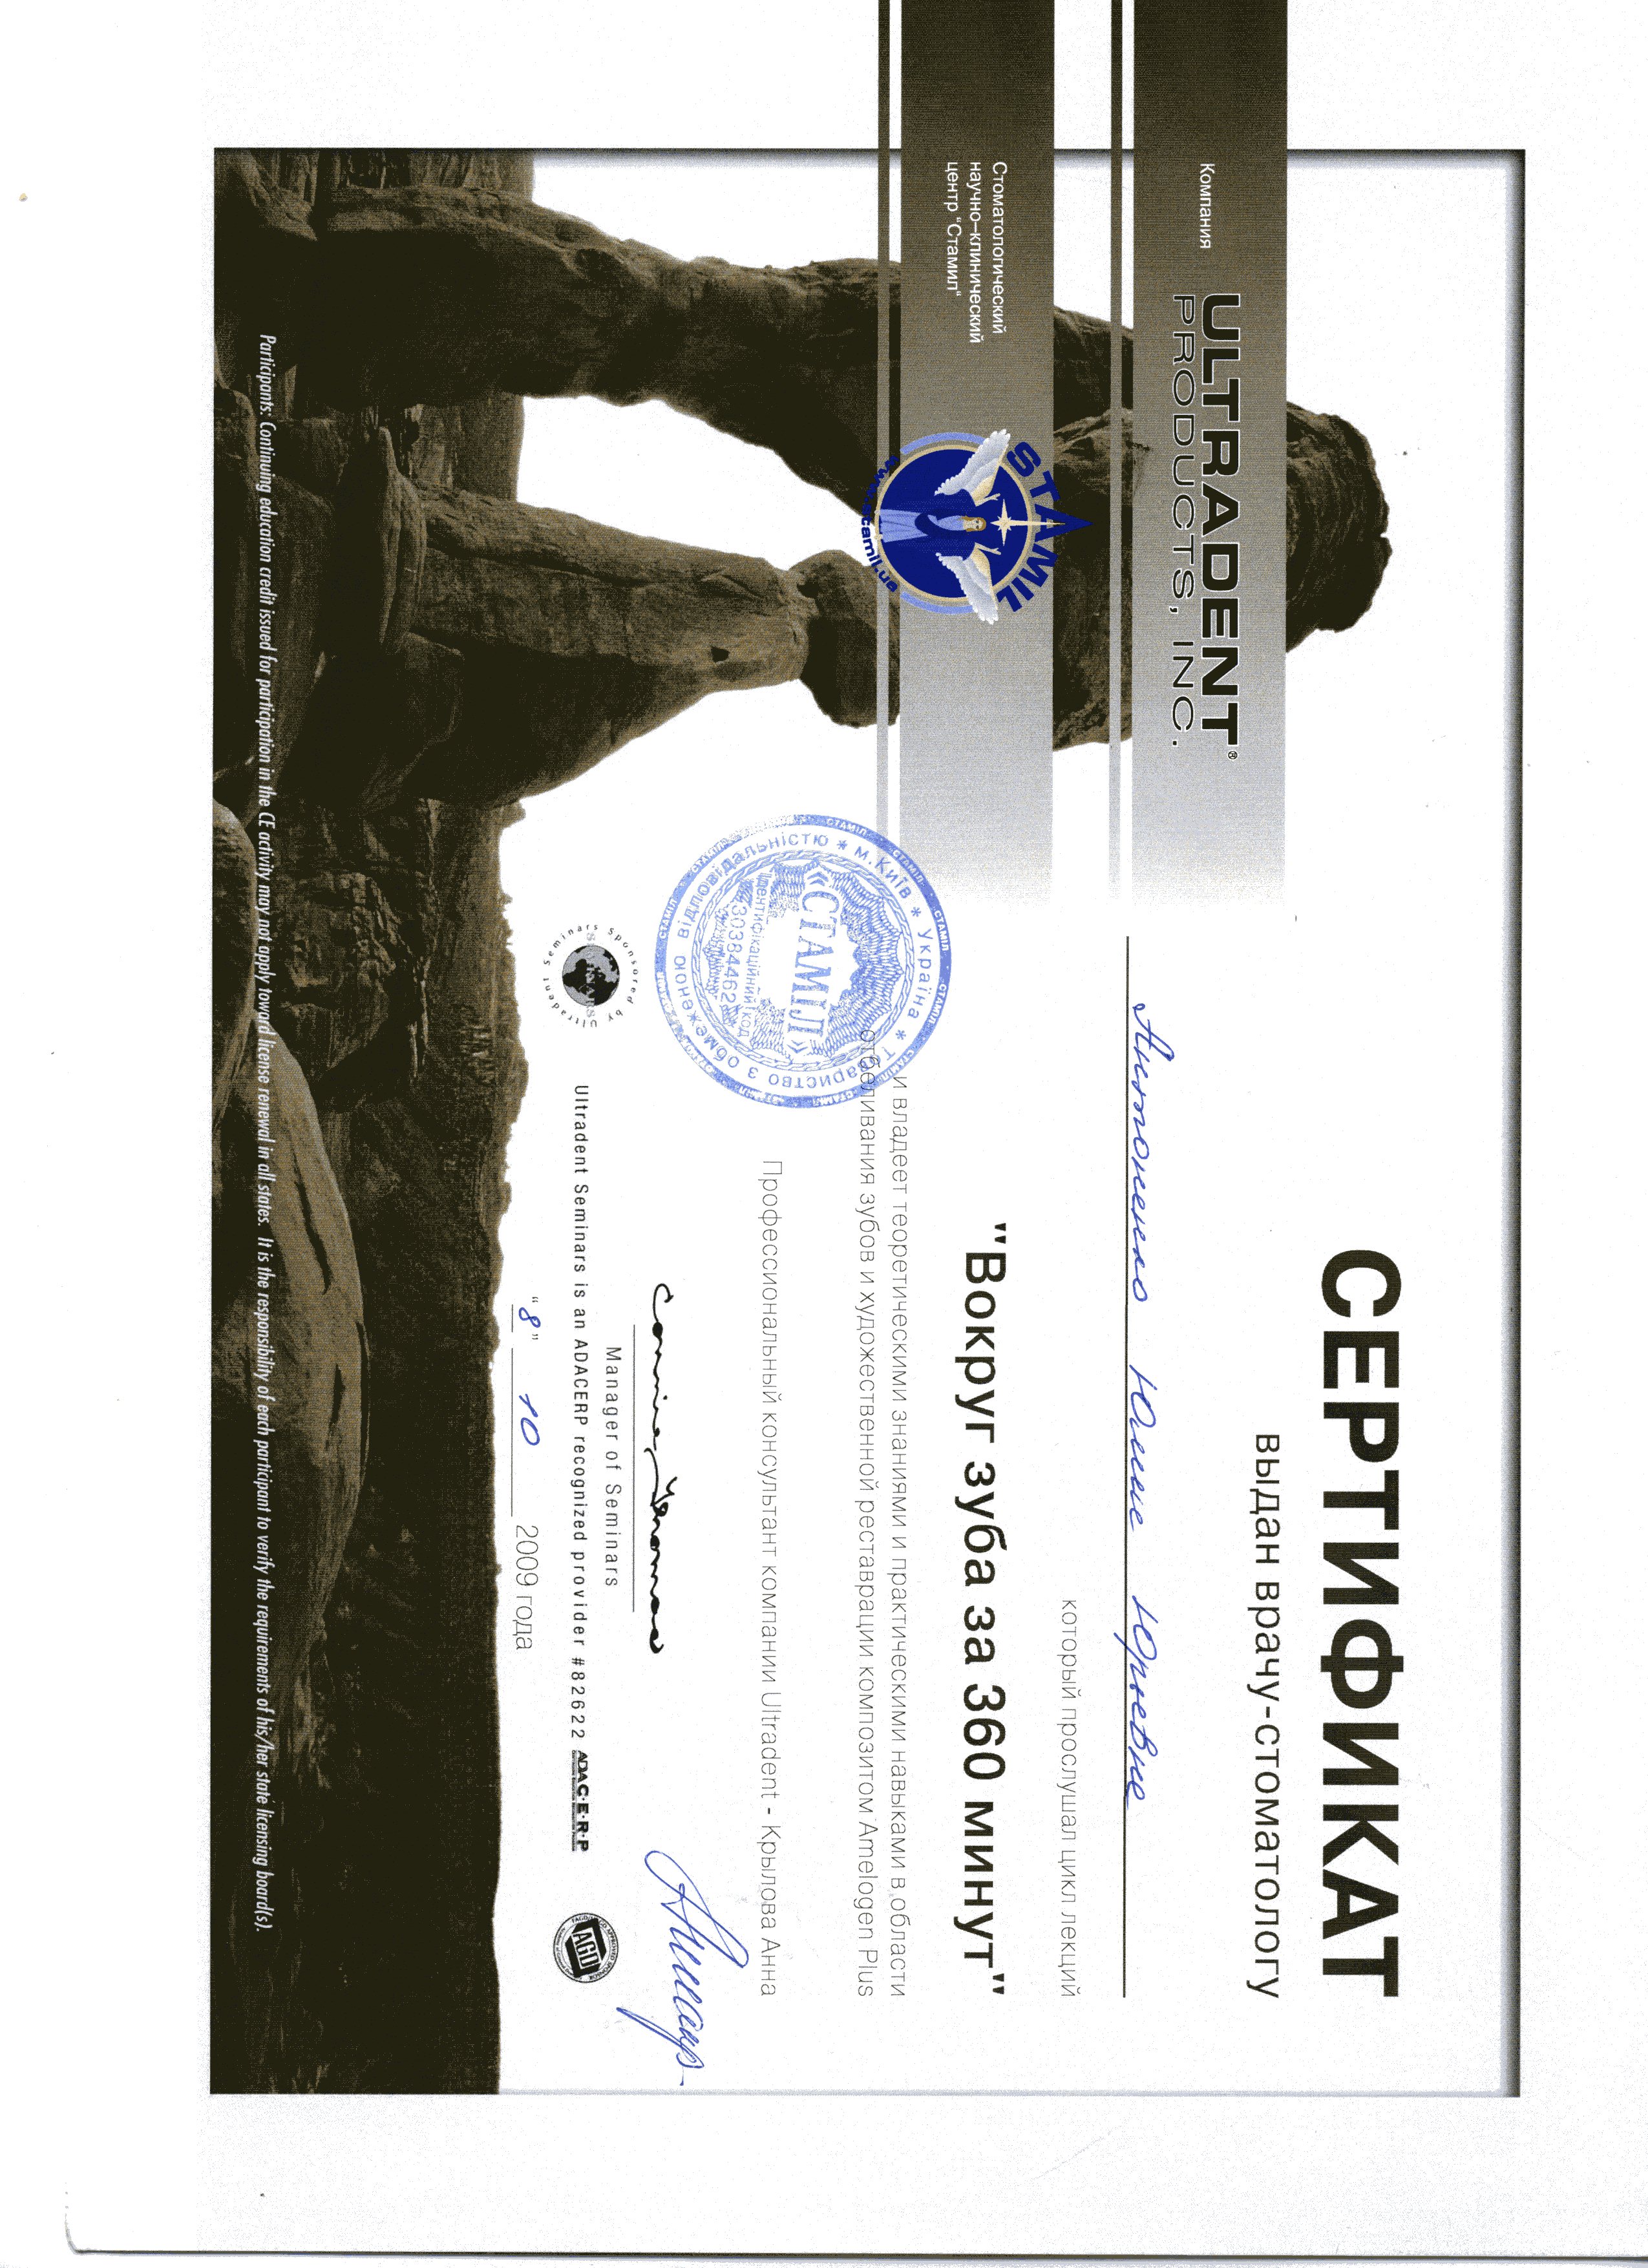 СЕРТИФИКАТ
выдан врачу-стоматологу
Компания
ULTRADENT®
PRODUCTS, INC.
Антоненко Юлие Юрьевне
который прослушал цикл лекций
STAMIL
www.stamil.ua
Стоматологический
научно–клинический
центр “Стамил“
"Вокруг зуба за 360 минут"
и владеет теоретическими знаниями и практическими навыками в области
отбеливания зубов и художественной реставрации композитом Amelogen Plus
м.Київ * Україна * Товариство з обмеженою відповідальністю *
«СТАМІЛ»
Ідентифікаційний код
30384462
Профессиональный консультант компании Ultradent - Крылова Анна
Connie Thomas
Manager of Seminars
Sponsored by Ultradent Seminars
SEMINARS
Ultradent Seminars is an ADACERP recognized provider #82622 ADA C·E·R·P
AGD
"8" 10 2009 года
Participants: Continuing education credit issued for participation in the CE activity may not apply toward license renewal in all states. It is the responsibility of each participant to verify the requirements of his/her state licensing board(s).